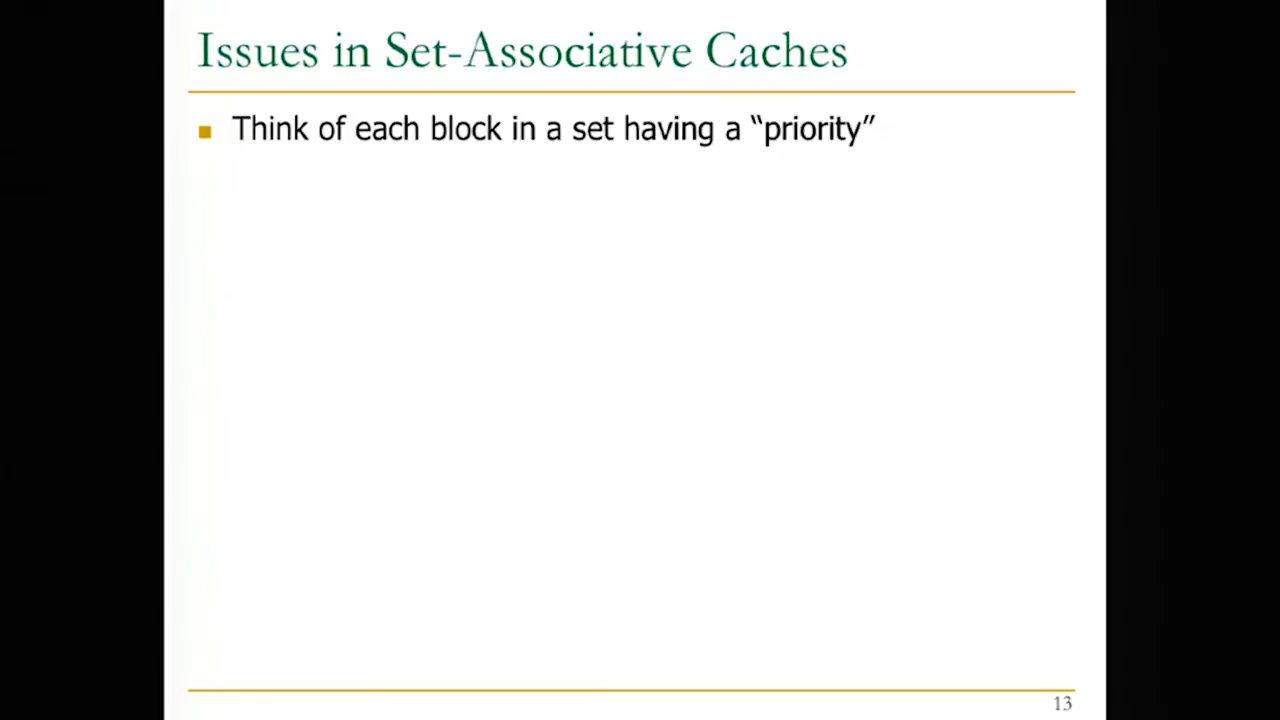 Issues in Set-Associative Caches
Think of each block in a set having a “priority”
13